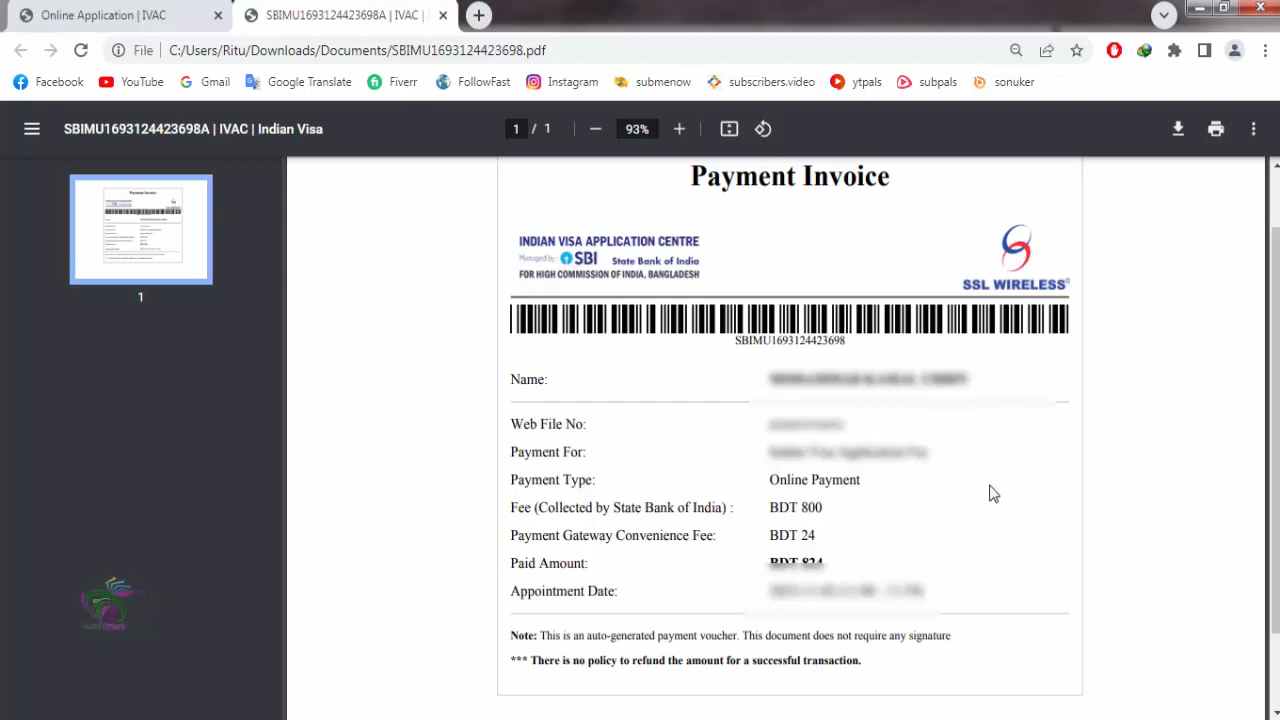 Online Application | IVAC
SBIMU1693124423698A | IVAC |
File C:/Users/Ritu/Downloads/Documents/SBIMU1693124423698.pdf
Facebook YouTube Gmail Google Translate Fiverr FollowFast Instagram submenow subscribers.video ytpals subpals sonuker
SBIMU1693124423698A | IVAC | Indian Visa 1 / 1 93%
1
Payment Invoice
INDIAN VISA APPLICATION CENTRE
Managed by: SBI State Bank of India
FOR HIGH COMMISSION OF INDIA, BANGLADESH
SSL WIRELESS
SBIMU1693124423698
Name:
Web File No:
Payment For:
Payment Type: Online Payment
Fee (Collected by State Bank of India) : BDT 800
Payment Gateway Convenience Fee: BDT 24
Paid Amount: BDT 824
Appointment Date:
Note: This is an auto-generated payment voucher. This document does not require any signature
*** There is no policy to refund the amount for a successful transaction.